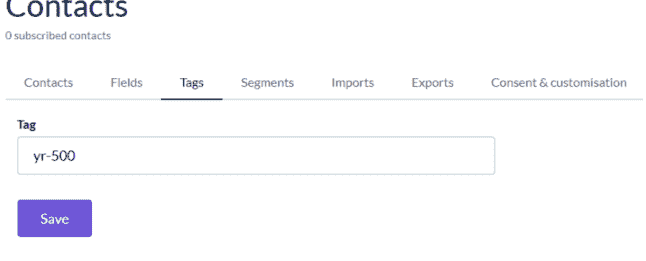 Contacts
0 subscribed contacts
Contacts Fields Tags Segments Imports Exports Consent & customisation
Tag
yr-500
Save